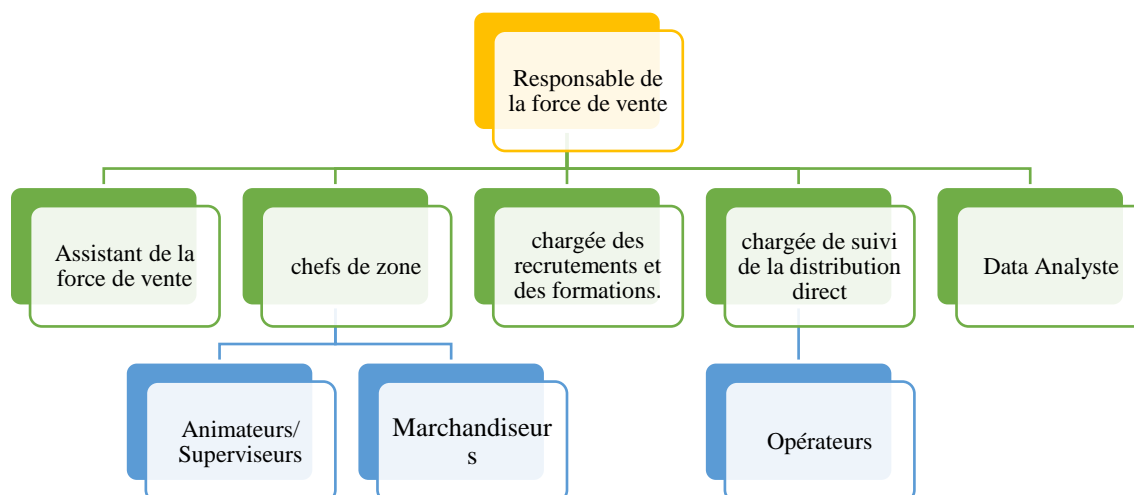 Responsable de
la force de vente
Assistant de la
force de vente
chefs de zone
chargée des
recrutements et
des formations.
chargée de suivi
de la distribution
direct
Data Analyste
Animateurs/
Superviseurs
Marchandiseur
s
Opérateurs